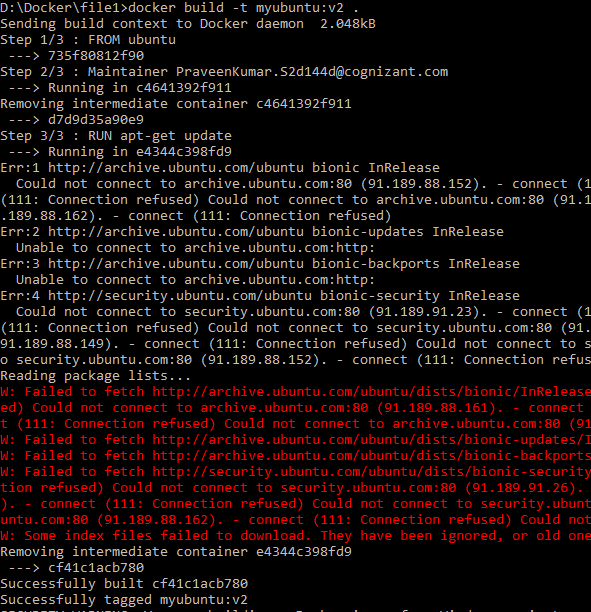 D:\Docker\file1>docker build -t myubuntu:v2 .
Sending build context to Docker daemon  2.048kB
Step 1/3 : FROM ubuntu
 ---> 735f80812f90
Step 2/3 : Maintainer PraveenKumar.S2d144d@cognizant.com
 ---> Running in c4641392f911
Removing intermediate container c4641392f911
 ---> d7d9d35a90e9
Step 3/3 : RUN apt-get update
 ---> Running in e4344c398fd9
Err:1 http://archive.ubuntu.com/ubuntu bionic InRelease
  Could not connect to archive.ubuntu.com:80 (91.189.88.152). - connect (1
(111: Connection refused) Could not connect to archive.ubuntu.com:80 (91.1
.189.88.162). - connect (111: Connection refused)
Err:2 http://archive.ubuntu.com/ubuntu bionic-updates InRelease
  Unable to connect to archive.ubuntu.com:http:
Err:3 http://archive.ubuntu.com/ubuntu bionic-backports InRelease
  Unable to connect to archive.ubuntu.com:http:
Err:4 http://security.ubuntu.com/ubuntu bionic-security InRelease
  Could not connect to security.ubuntu.com:80 (91.189.91.23). - connect (1
(111: Connection refused) Could not connect to security.ubuntu.com:80 (91.
91.189.88.149). - connect (111: Connection refused) Could not connect to s
o security.ubuntu.com:80 (91.189.88.152). - connect (111: Connection refus
Reading package lists...
W: Failed to fetch http://archive.ubuntu.com/ubuntu/dists/bionic/InRelease
ed) Could not connect to archive.ubuntu.com:80 (91.189.88.161). - connect
t (111: Connection refused) Could not connect to archive.ubuntu.com:80 (91
W: Failed to fetch http://archive.ubuntu.com/ubuntu/dists/bionic-updates/I
W: Failed to fetch http://archive.ubuntu.com/ubuntu/dists/bionic-backports
W: Failed to fetch http://security.ubuntu.com/ubuntu/dists/bionic-security
tion refused) Could not connect to security.ubuntu.com:80 (91.189.91.26).
). - connect (111: Connection refused) Could not connect to security.ubunt
untu.com:80 (91.189.88.162). - connect (111: Connection refused) Could not
W: Some index files failed to download. They have been ignored, or old one
Removing intermediate container e4344c398fd9
 ---> cf41c1acb780
Successfully built cf41c1acb780
Successfully tagged myubuntu:v2